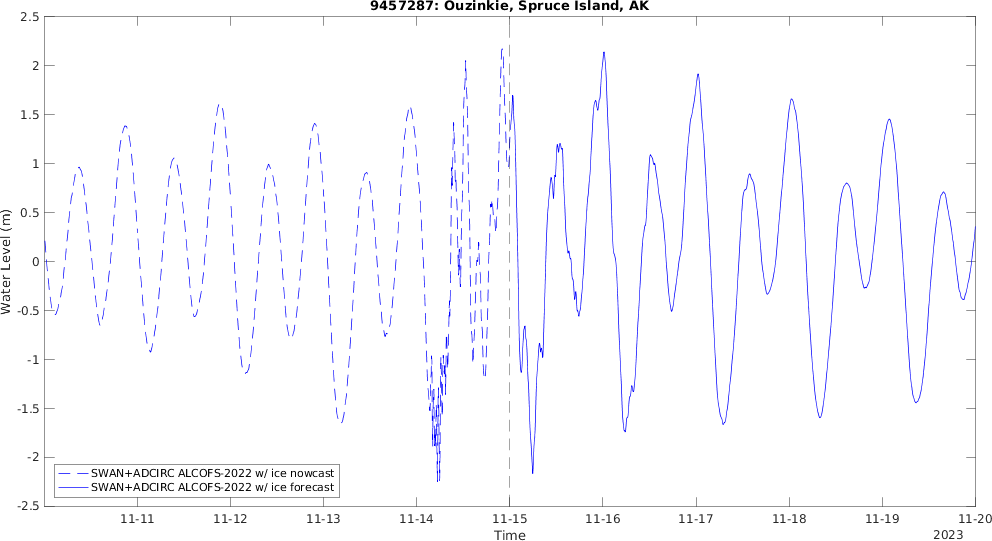 9457287: Ouzinkie, Spruce Island, AK
2.5
2
1.5
1
0.5
0
-0.5
-1
-1.5
-2
-2.5
Water Level (m)
SWAN+ADCIRC ALCOFS-2022 w/ ice nowcast
SWAN+ADCIRC ALCOFS-2022 w/ ice forecast
11-11 11-12 11-13 11-14 11-15 11-16 11-17 11-18 11-19 11-20
Time
2023